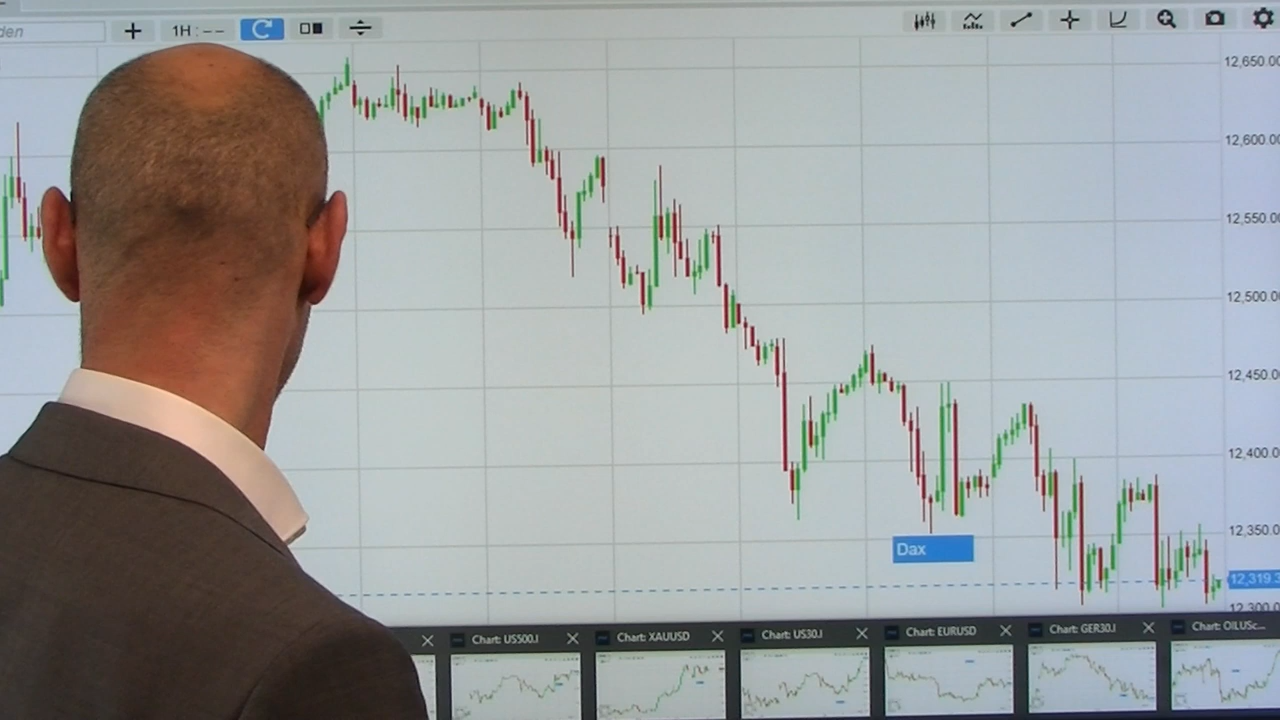 den
1H : --
12,650.00
12,600.00
12,550.00
12,500.00
12,450.00
12,400.00
12,350.00
Dax
12,319.3
12,300.00
Chart: US500.I
Chart: XAUUSD
Chart: US30.I
Chart: EURUSD
Chart: GER30.I
Chart: OILUSc...